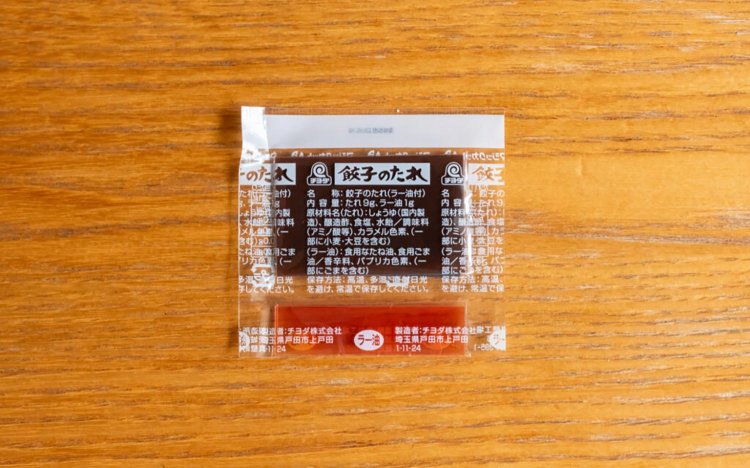 チヨダ 餃子のたれ
名　称：餃子のたれ(ラー油付)
内 容 量：たれ9g、ラー油1g
原材料名(たれ)：しょうゆ(国内製
造)、醸造酢、食塩、水飴／調味料
(アミノ酸等)、カラメル色素、(一
部に小麦・大豆を含む)
(ラー油)：食用なたね油、食用ごま
油／香辛料、パプリカ色素、(一
部にごまを含む)
保存方法：高温、多湿、直射日光
を避け、常温で保存してください。
製造者：チヨダ株式会社
埼玉県戸田市上戸田
1-11-24
ラー油